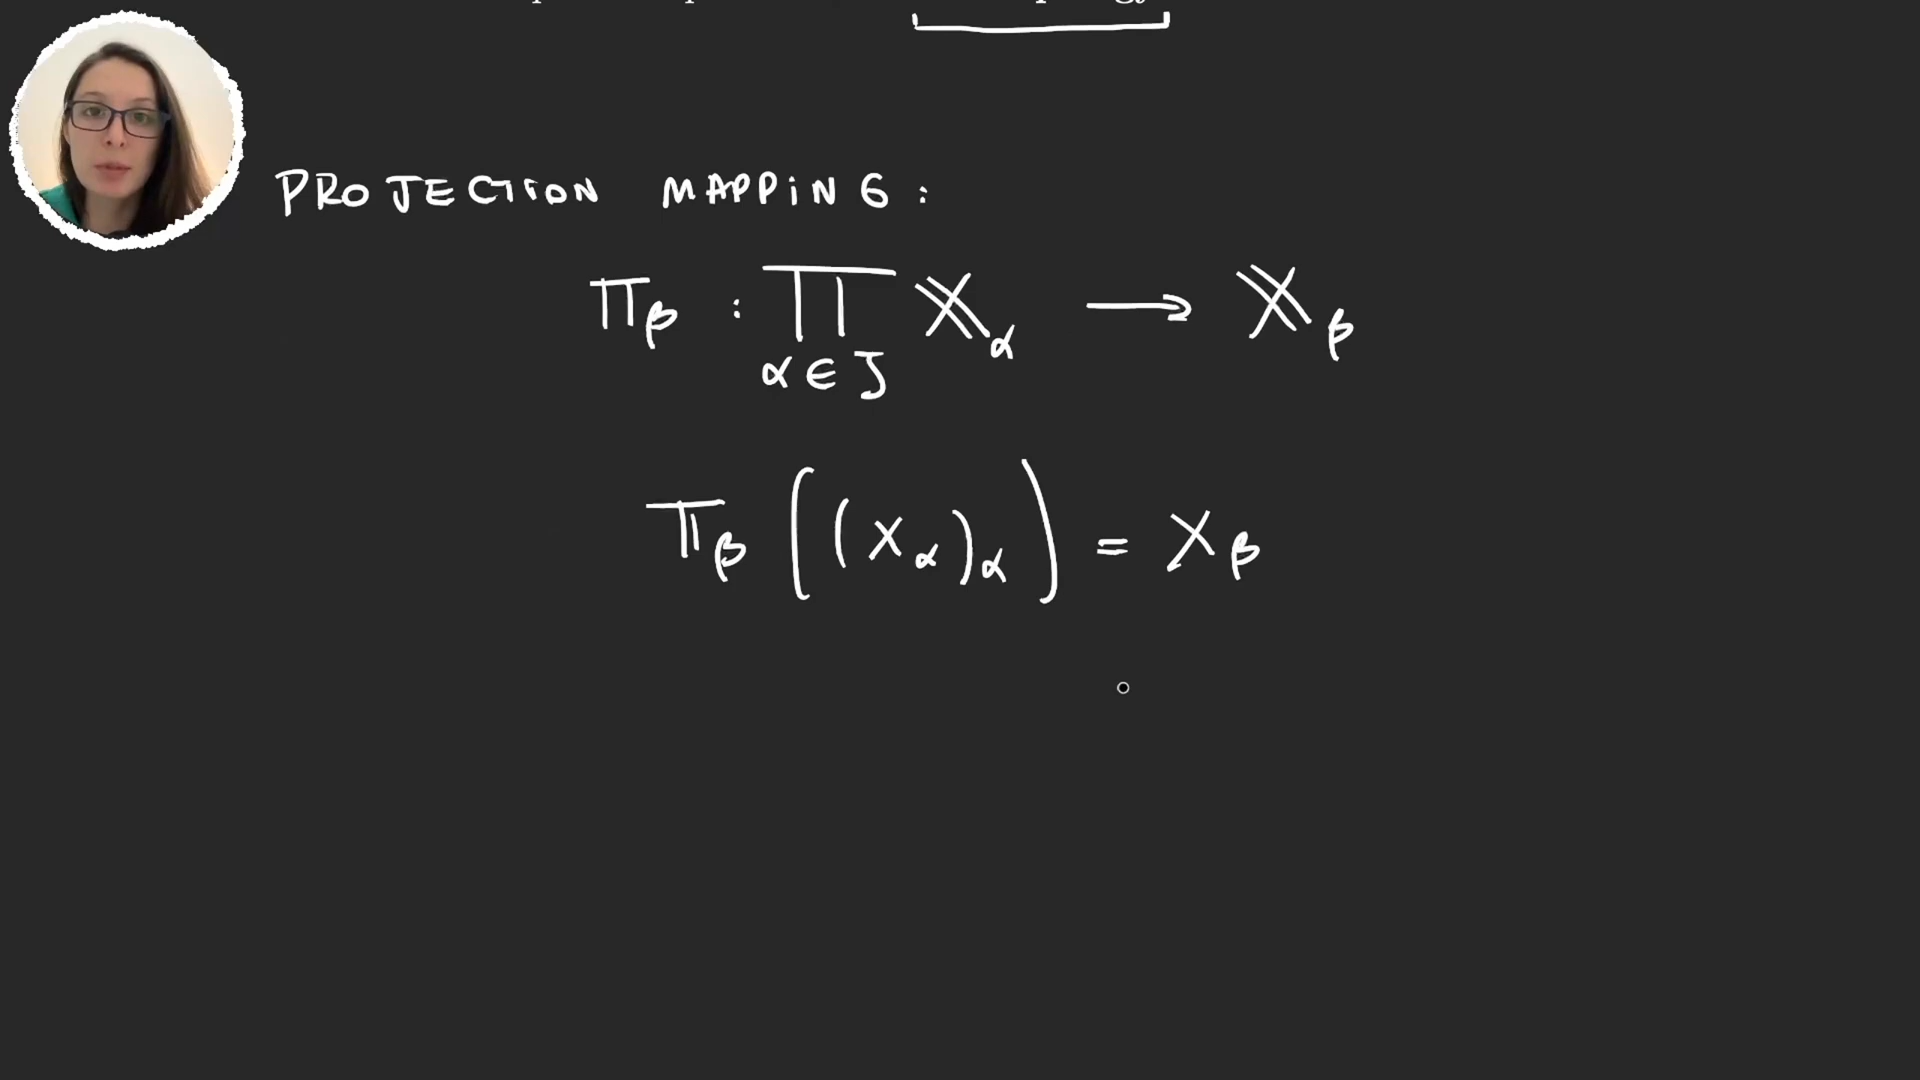 PROJECTION MAPPING:
π_β : ∏_{α∈J} X_α → X_β
π_β ((x_α)_α) = x_β